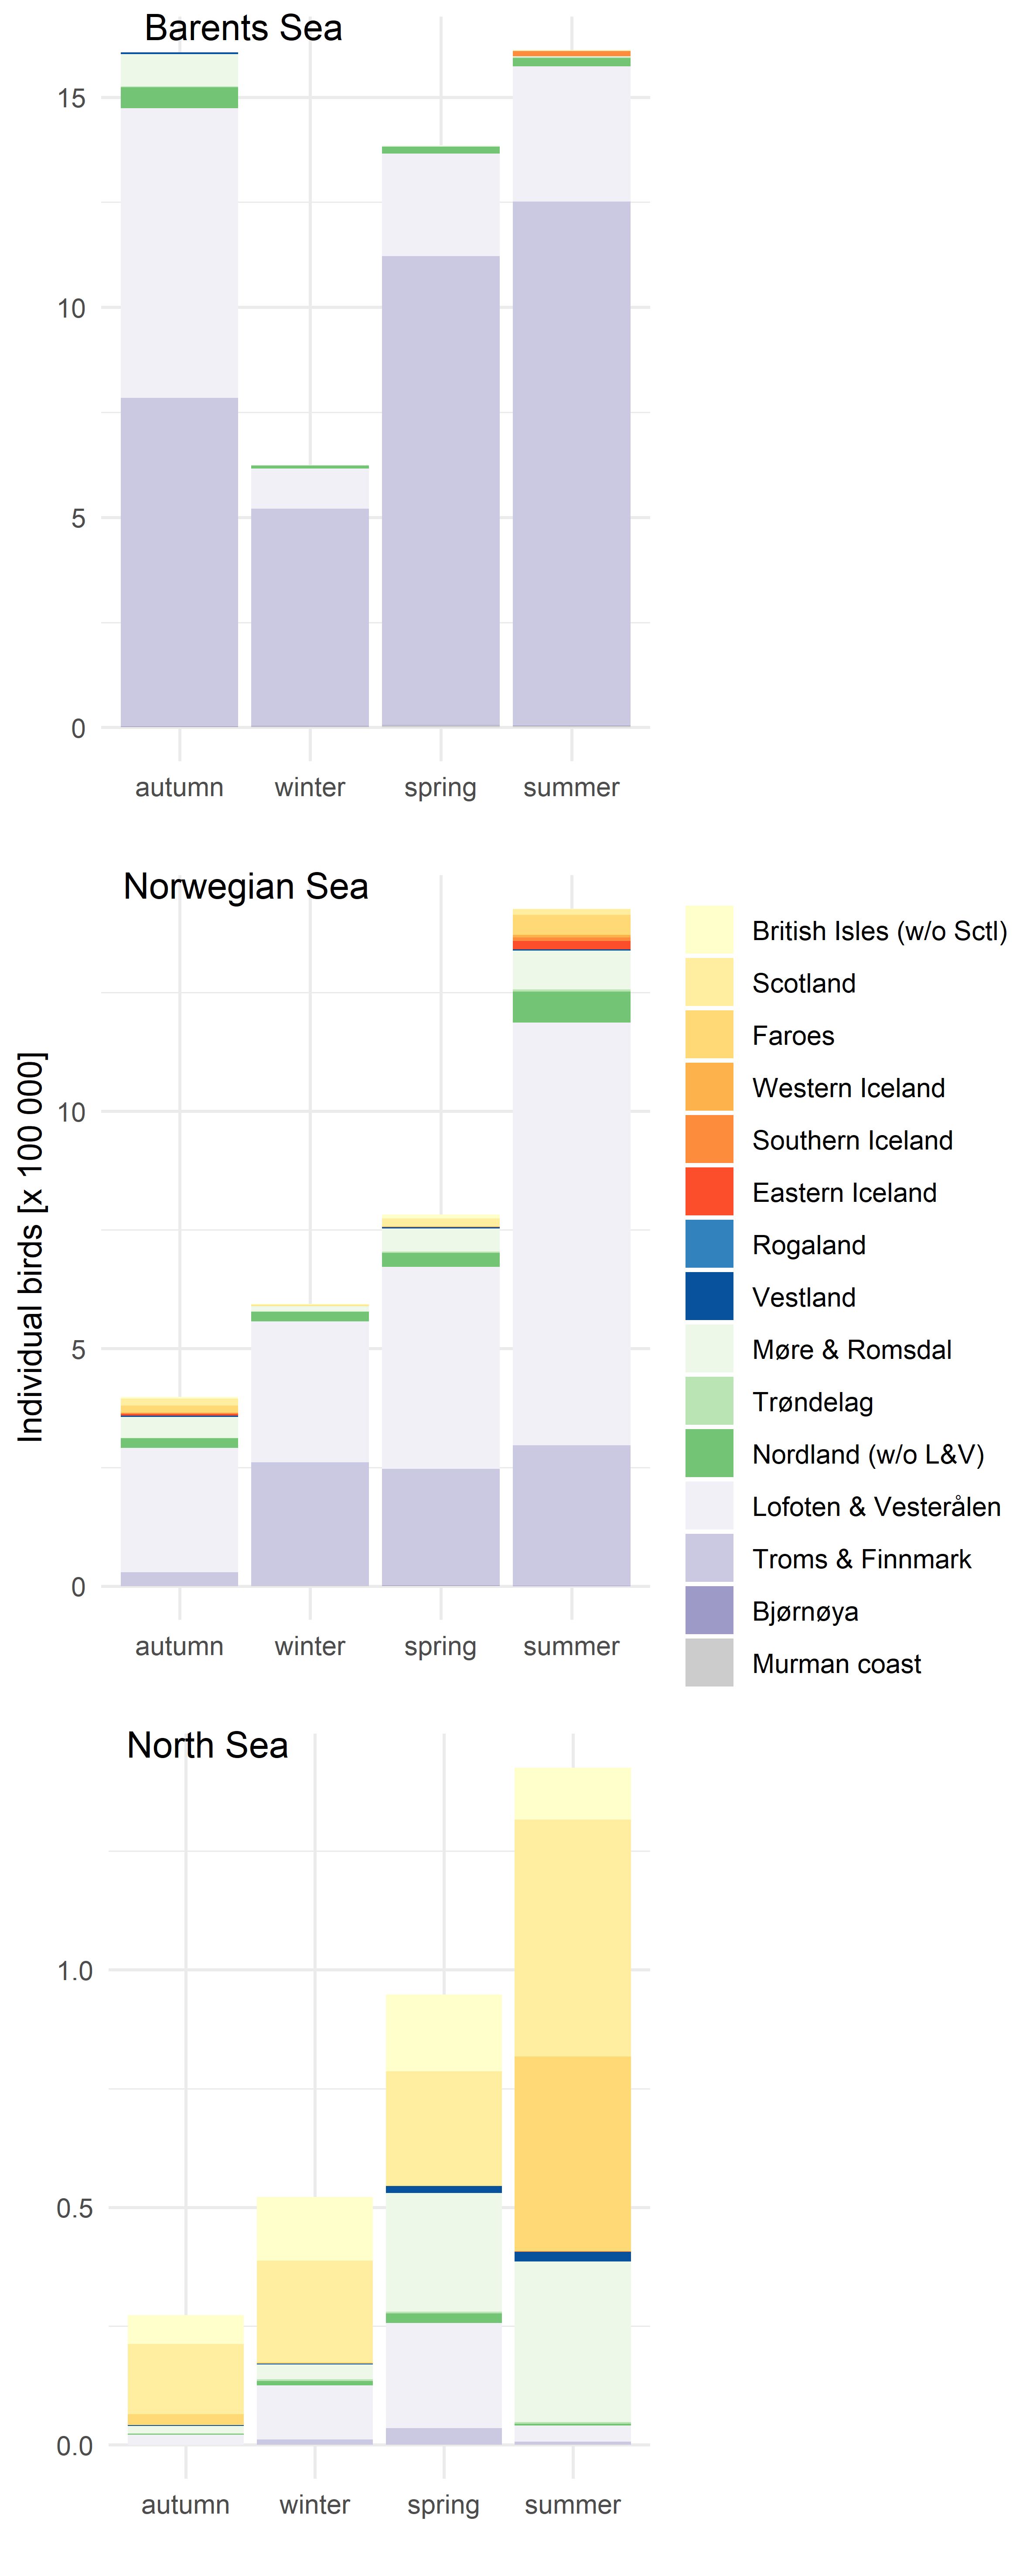 Barents Sea
15
10
5
0
autumn winter spring summer
Norwegian Sea
Individual birds [x 100 000]
10
5
0
autumn winter spring summer
British Isles (w/o Sctl)
Scotland
Faroes
Western Iceland
Southern Iceland
Eastern Iceland
Rogaland
Vestland
Møre & Romsdal
Trøndelag
Nordland (w/o L&V)
Lofoten & Vesterålen
Troms & Finnmark
Bjørnøya
Murman coast
North Sea
1.0
0.5
0.0
autumn winter spring summer